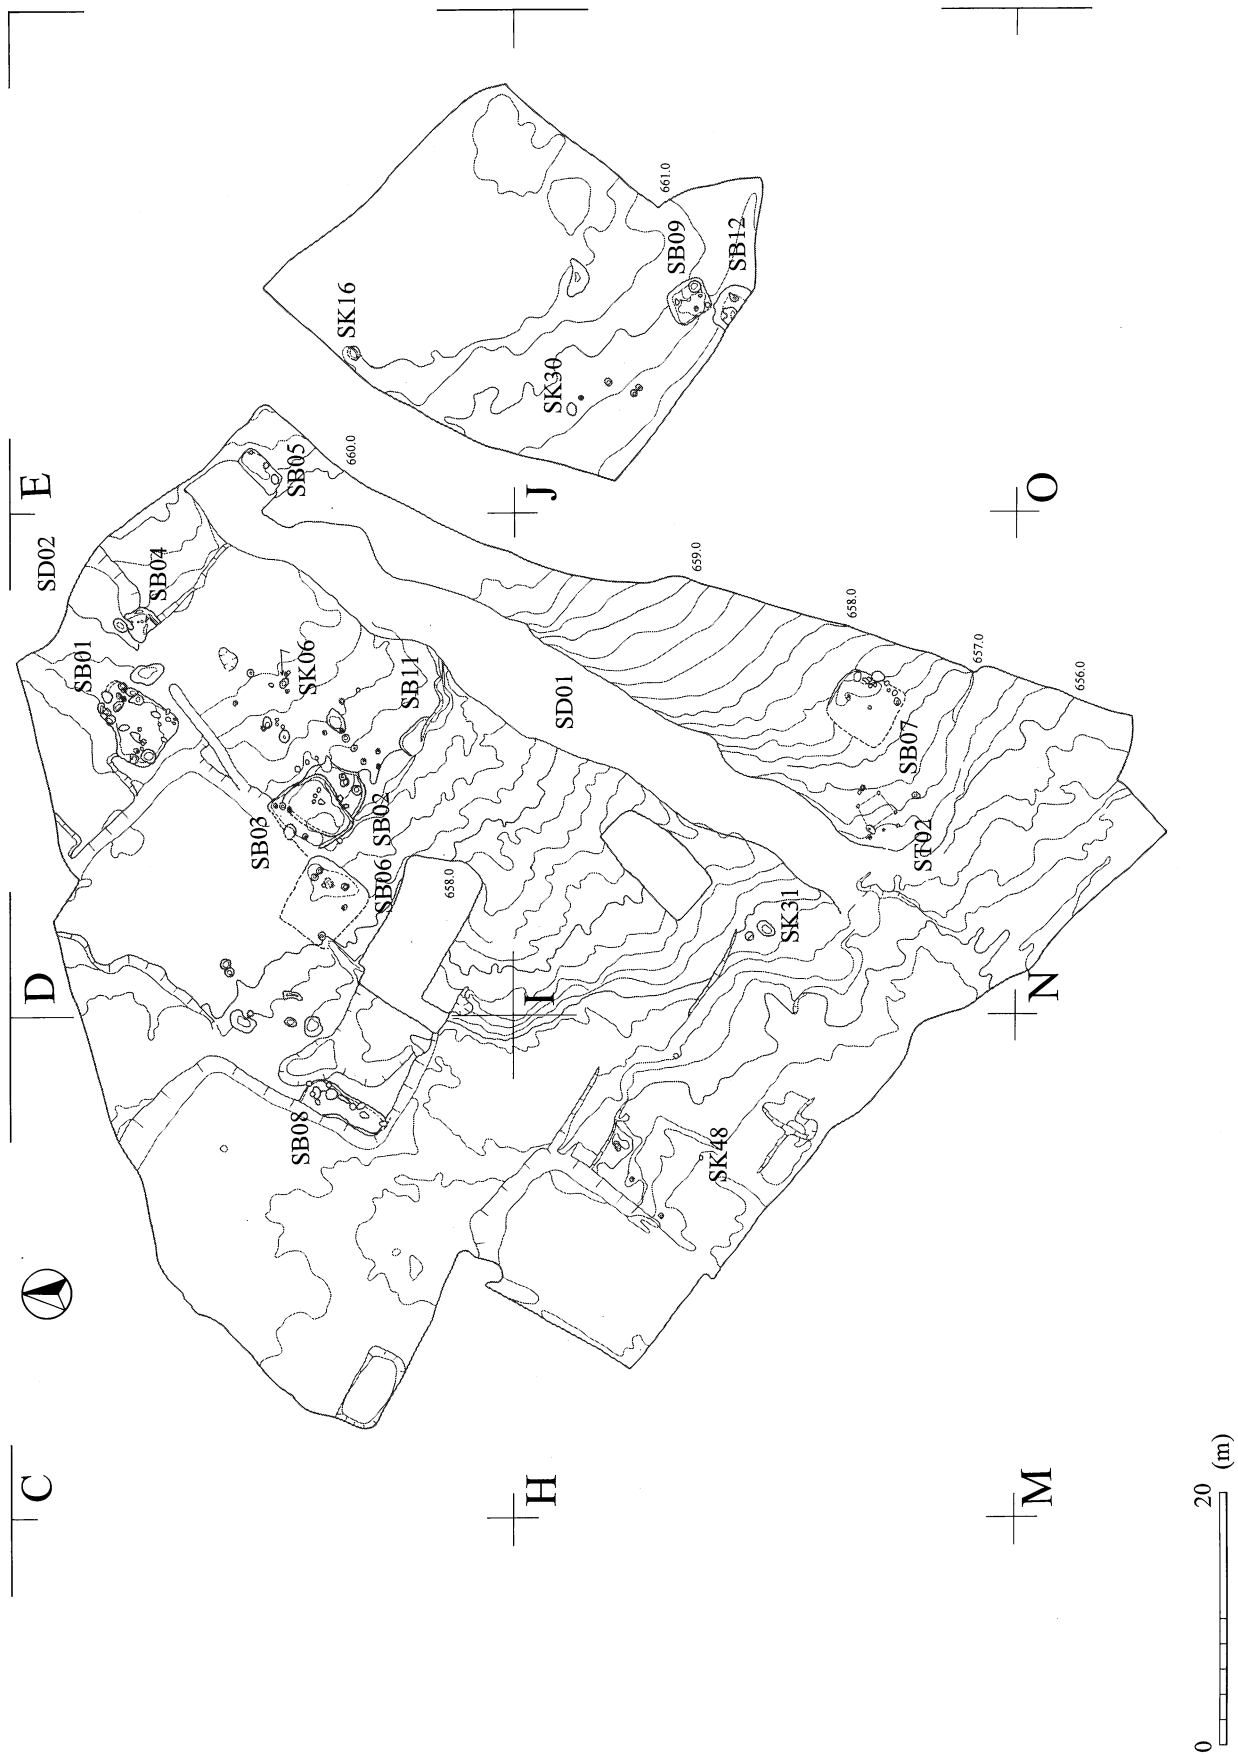 C
D
E
H
I
J
M
N
O
SD02
SB04
SB05
SB01
SK06
SB11
SB03
SB02
SB06
SB08
SK16
SK30
SB09
SB12
SD01
SB07
ST02
SK31
SK48
661.0
660.0
659.0
658.0
657.0
656.0
658.0
0 20 (m)